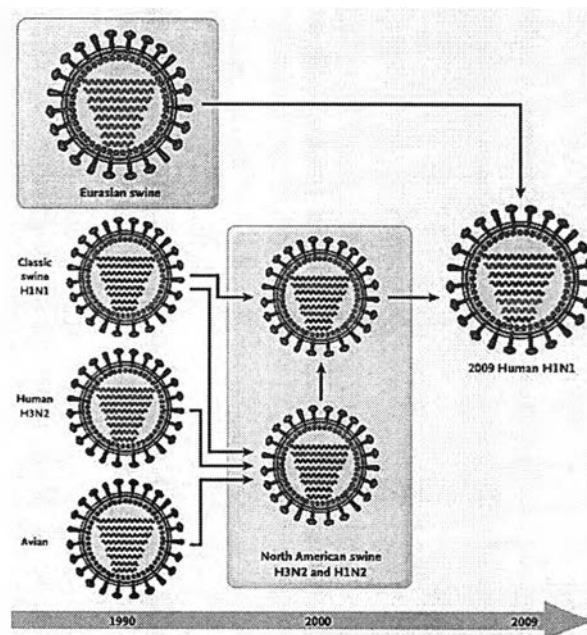 Eurasian swine
Classic
swine
H1N1
Human
H3N2
Avian
2009 Human H1N1
North American swine
H3N2 and H1N2
1990
2000
2009